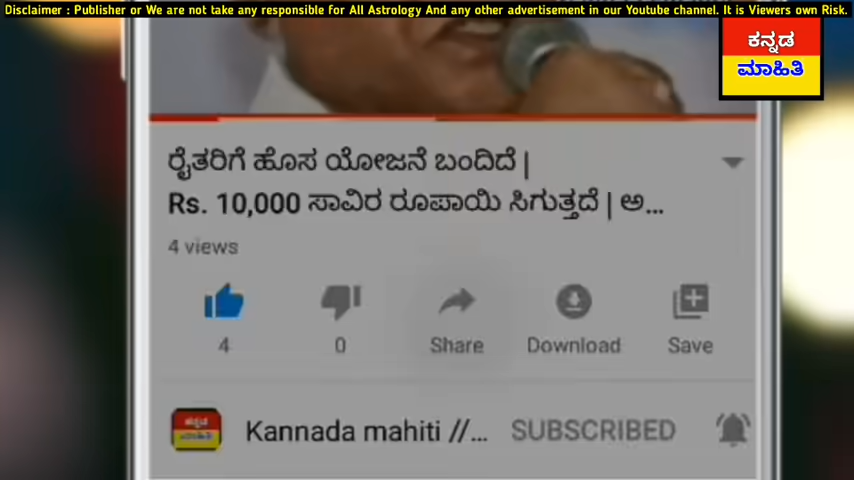 Disclaimer : Publisher or We are not take any responsible for All Astrology And any other advertisement in our Youtube channel. It is Viewers own Risk.
ಕನ್ನಡ
ಮಾಹಿತಿ
ರೈತರಿಗೆ ಹೊಸ ಯೋಜನೆ ಬಂದಿದೆ |
Rs. 10,000 ಸಾವಿರ ರೂಪಾಯಿ ಸಿಗುತ್ತದೆ | ಅ...
4 views
4 0 Share Download Save
ಕನ್ನಡ
ಮಾಹಿತಿ
Kannada mahiti //... SUBSCRIBED